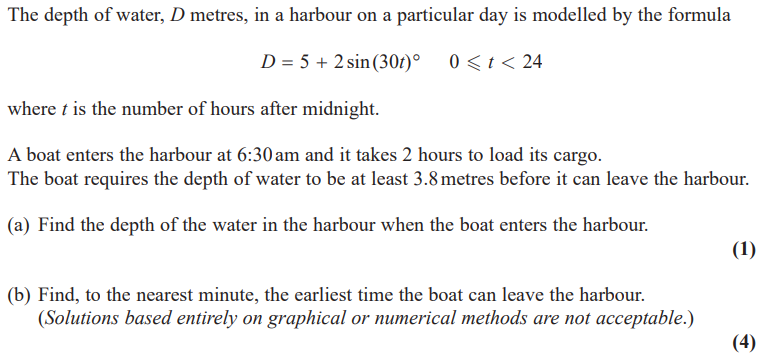 The depth of water, D metres, in a harbour on a particular day is modelled by the formula
D = 5 + 2 sin (30t)° 0 ⩽ t < 24
where t is the number of hours after midnight.
A boat enters the harbour at 6:30 am and it takes 2 hours to load its cargo.
The boat requires the depth of water to be at least 3.8 metres before it can leave the harbour.
(a) Find the depth of the water in the harbour when the boat enters the harbour.
(1)
(b) Find, to the nearest minute, the earliest time the boat can leave the harbour.
(Solutions based entirely on graphical or numerical methods are not acceptable.)
(4)